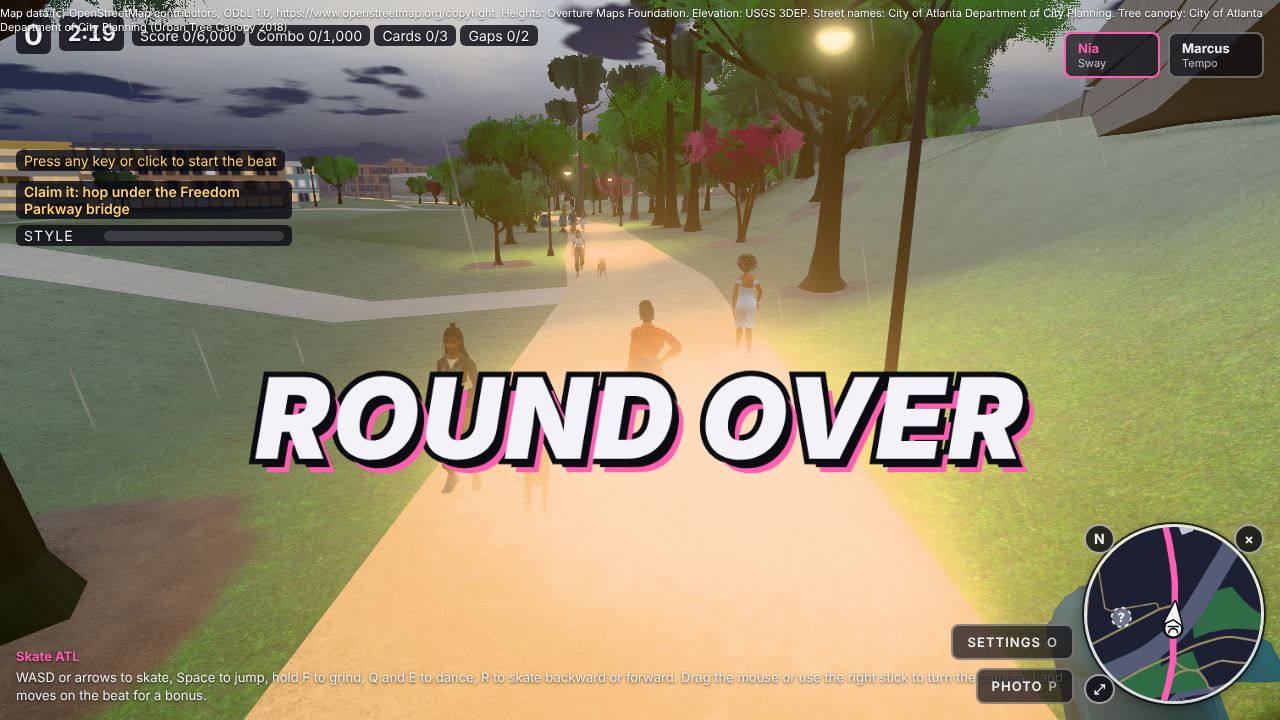 Map data (c) OpenStreetMap contributors, ODbL 1.0, https://www.openstreetmap.org/copyright. Heights: Overture Maps Foundation. Elevation: USGS 3DEP. Street names: City of Atlanta Department of City Planning. Tree canopy: City of Atlanta
Department of City Planning (Urban Tree Canopy 2018).
0
2:19
Score 0/6,000
Combo 0/1,000
Cards 0/3
Gaps 0/2
Nia
Sway
Marcus
Tempo
Press any key or click to start the beat
Claim it: hop under the Freedom
Parkway bridge
STYLE
ROUND OVER
N
×
?
SETTINGS O
PHOTO P
Skate ATL
WASD or arrows to skate, Space to jump, hold F to grind, Q and E to dance, R to skate backward or forward. Drag the mouse or use the right stick to turn the camera. Land
moves on the beat for a bonus.